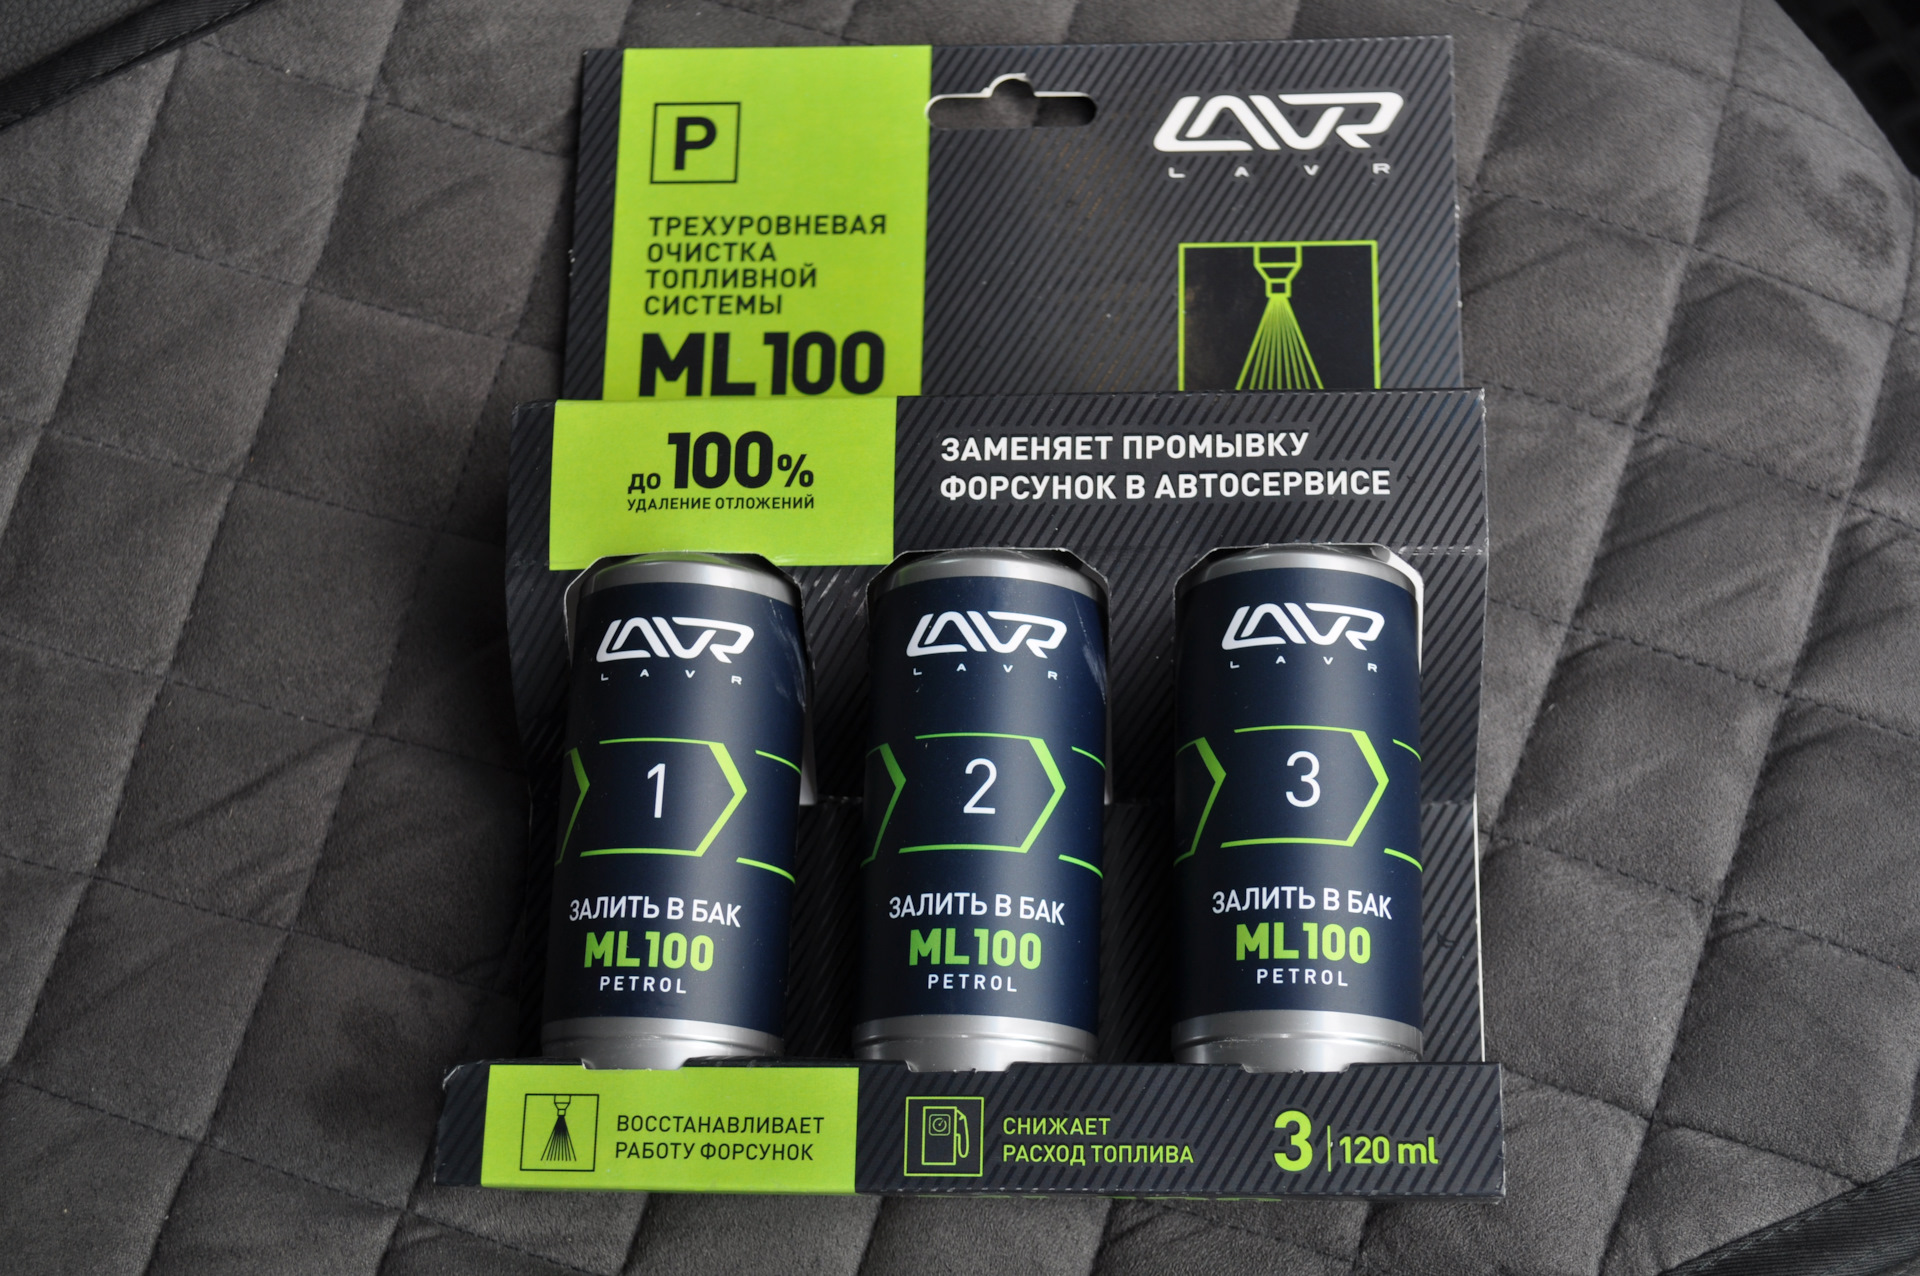 P
LAVR
LAVR
ТРЕХУРОВНЕВАЯ
ОЧИСТКА
ТОПЛИВНОЙ
СИСТЕМЫ
ML100
до 100%
УДАЛЕНИЕ ОТЛОЖЕНИЙ
ЗАМЕНЯЕТ ПРОМЫВКУ
ФОРСУНОК В АВТОСЕРВИСЕ
LAVR
LAVR
1
ЗАЛИТЬ В БАК
ML100
PETROL
LAVR
LAVR
2
ЗАЛИТЬ В БАК
ML100
PETROL
LAVR
LAVR
3
ЗАЛИТЬ В БАК
ML100
PETROL
ВОССТАНАВЛИВАЕТ
РАБОТУ ФОРСУНОК
СНИЖАЕТ
РАСХОД ТОПЛИВА
3 | 120 ml